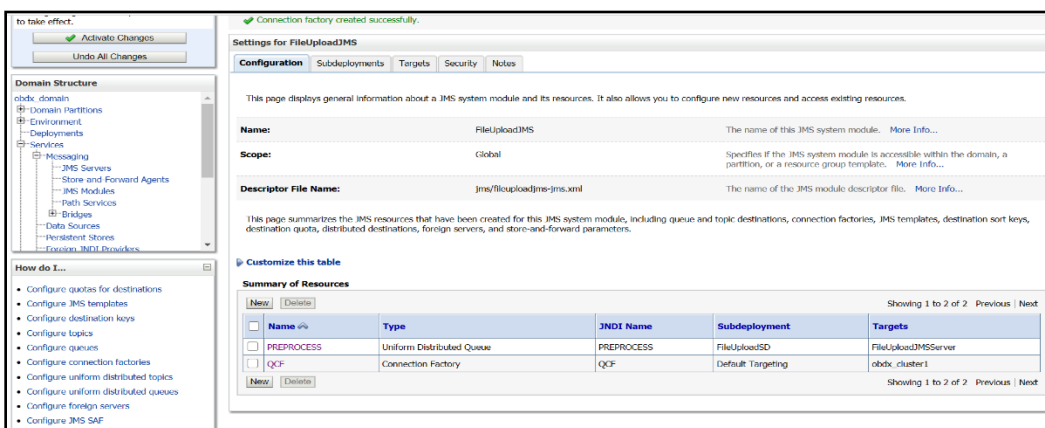 to take effect.
Activate Changes
Undo All Changes
Domain Structure
obdx_domain
Domain Partitions
Environment
Deployments
Services
Messaging
JMS Servers
Store and Forward Agents
JMS Modules
Path Services
Bridges
Data Sources
Persistent Stores
Foreign JNDI Providers
How do I...
Configure quotas for destinations
Configure JMS templates
Configure destination keys
Configure topics
Configure queues
Configure connection factories
Configure uniform distributed topics
Configure uniform distributed queues
Configure foreign servers
Configure JMS SAF
Connection factory created successfully.
Settings for FileUploadJMS
Configuration Subdeployments Targets Security Notes
This page displays general information about a JMS system module and its resources. It also allows you to configure new resources and access existing resources.
Name: FileUploadJMS The name of this JMS system module. More Info...
Scope: Global Specifies if the JMS system module is accessible within the domain, a
partition, or a resource group template. More Info...
Descriptor File Name: jms/fileuploadjms-jms.xml The name of the JMS module descriptor file. More Info...
This page summarizes the JMS resources that have been created for this JMS system module, including queue and topic destinations, connection factories, JMS templates, destination sort keys,
destination quota, distributed destinations, foreign servers, and store-and-forward parameters.
Customize this table
Summary of Resources
New Delete Showing 1 to 2 of 2 Previous | Next
Name Type JNDI Name Subdeployment Targets
PREPROCESS Uniform Distributed Queue PREPROCESS FileUploadSD FileUploadJMSServer
QCF Connection Factory QCF Default Targeting obdx_cluster1
New Delete Showing 1 to 2 of 2 Previous | Next